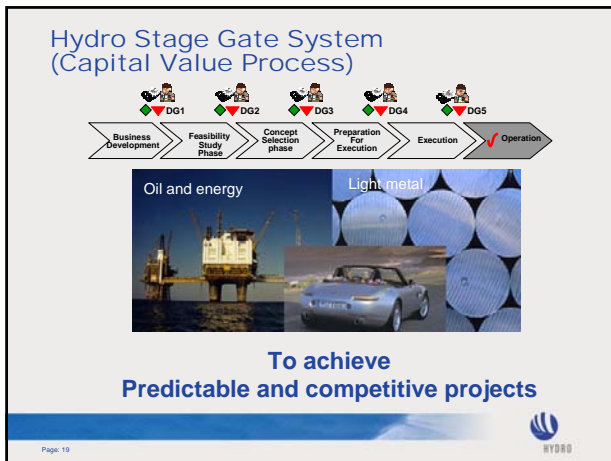 Hydro Stage Gate System
(Capital Value Process)
DG1 DG2 DG3 DG4 DG5
Business
Development
Feasibility
Study
Phase
Concept
Selection
phase
Preparation
For
Execution
Execution
Operation
Oil and energy
Light metal
To achieve
Predictable and competitive projects
Page: 19
HYDRO